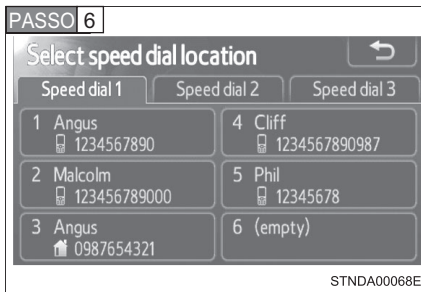 PASSO 6
Select speed dial location
Speed dial 1 Speed dial 2 Speed dial 3
1 Angus
1234567890
2 Malcolm
123456789000
3 Angus
0987654321
4 Cliff
1234567890987
5 Phil
12345678
6 (empty)
STNDA00068E